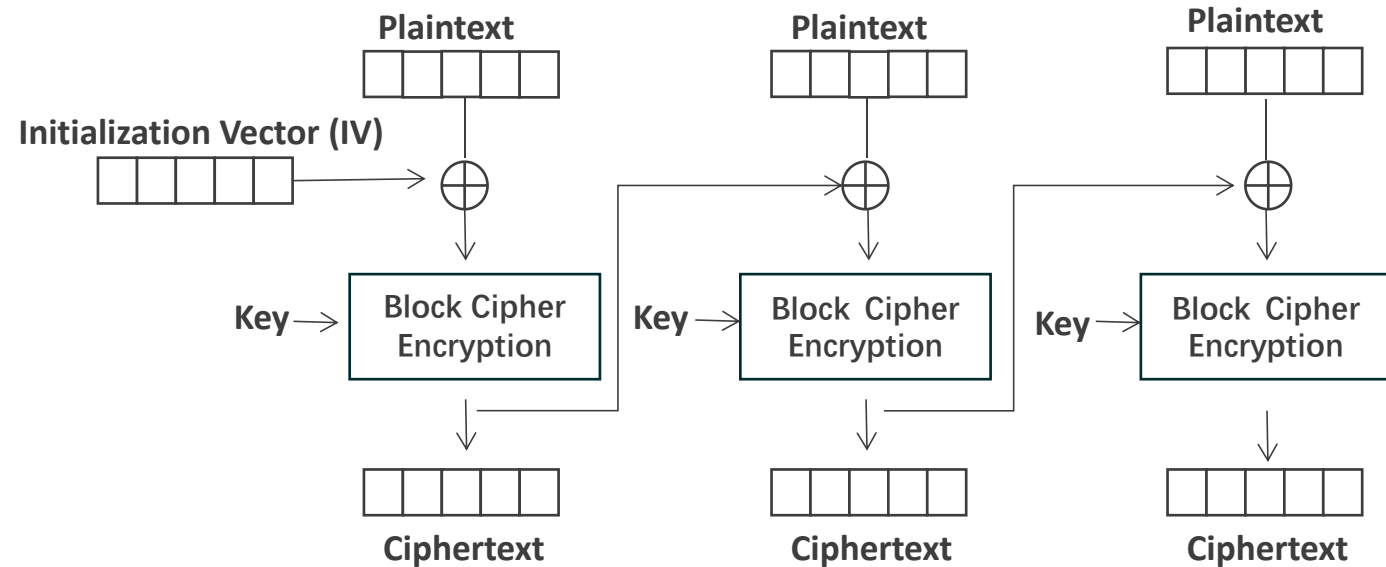 Plaintext
Plaintext
Plaintext
Initialization Vector (IV)
Key
Block Cipher
Encryption
Key
Block Cipher
Encryption
Key
Block Cipher
Encryption
Ciphertext
Ciphertext
Ciphertext